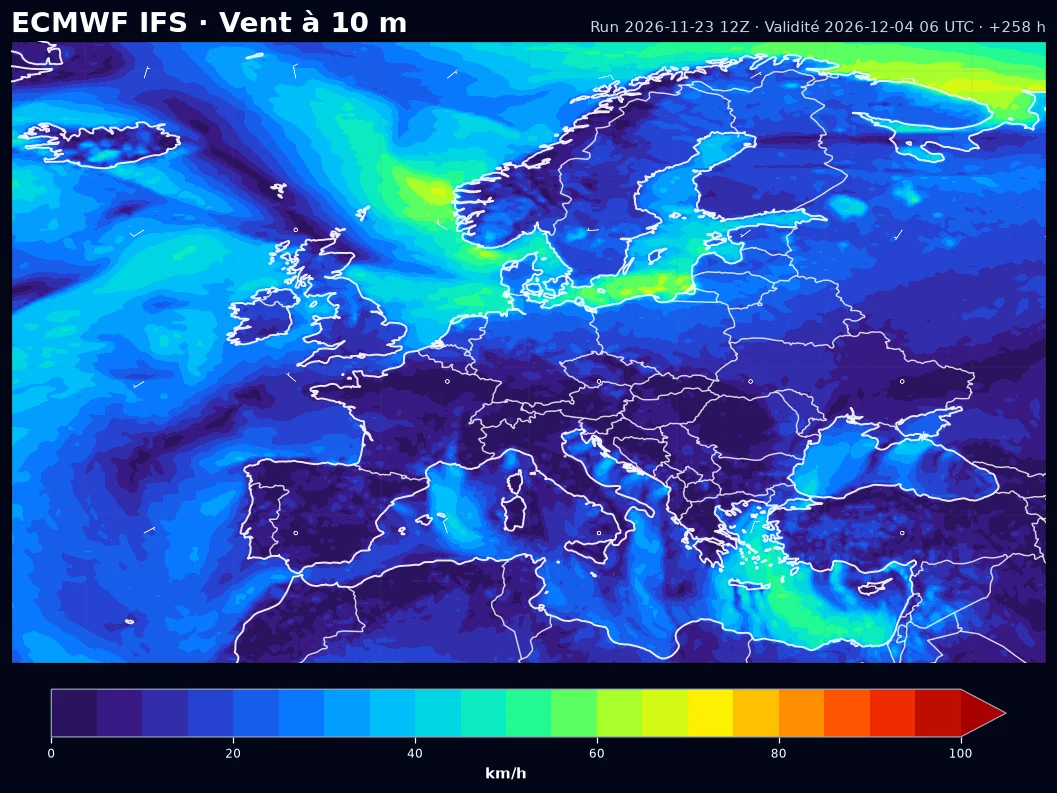 ECMWF IFS · Vent à 10 m
Run 2026-11-23 12Z · Validité 2026-12-04 06 UTC · +258 h
0 20 40 60 80 100
km/h